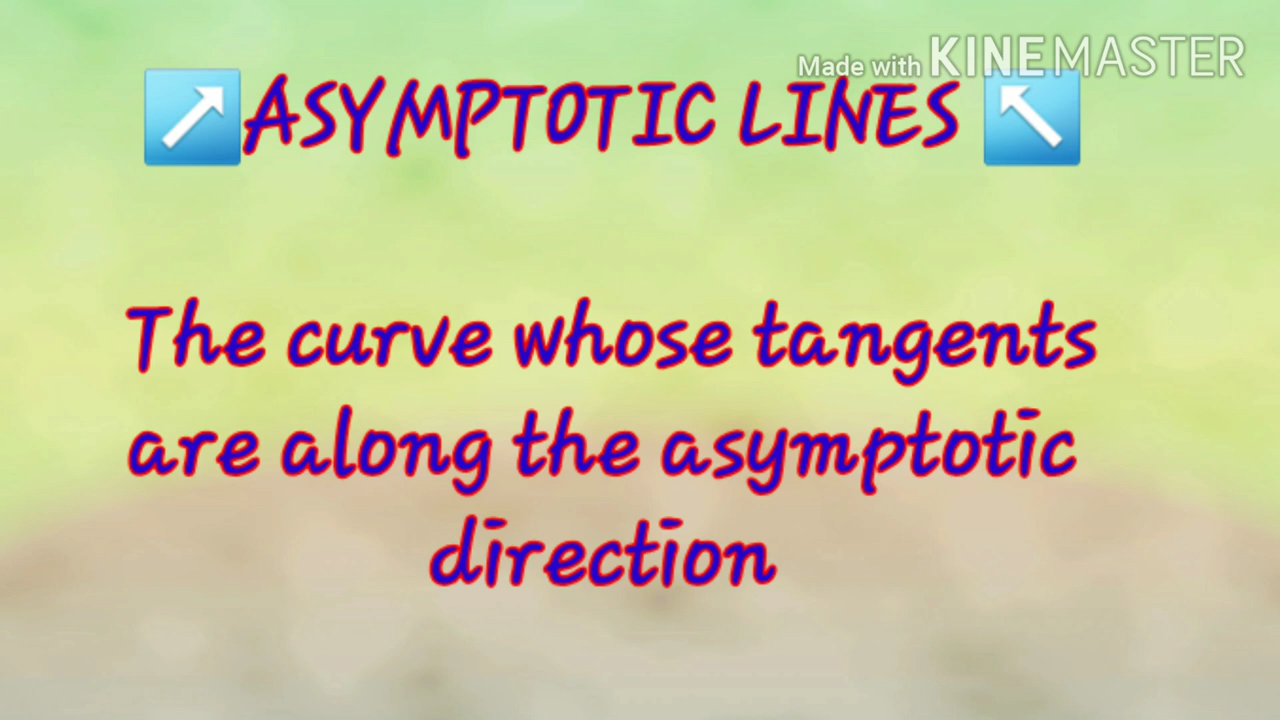 Made with KINEMASTER
↗ASYMPTOTIC LINES ↖
The curve whose tangents
are along the asymptotic
direction